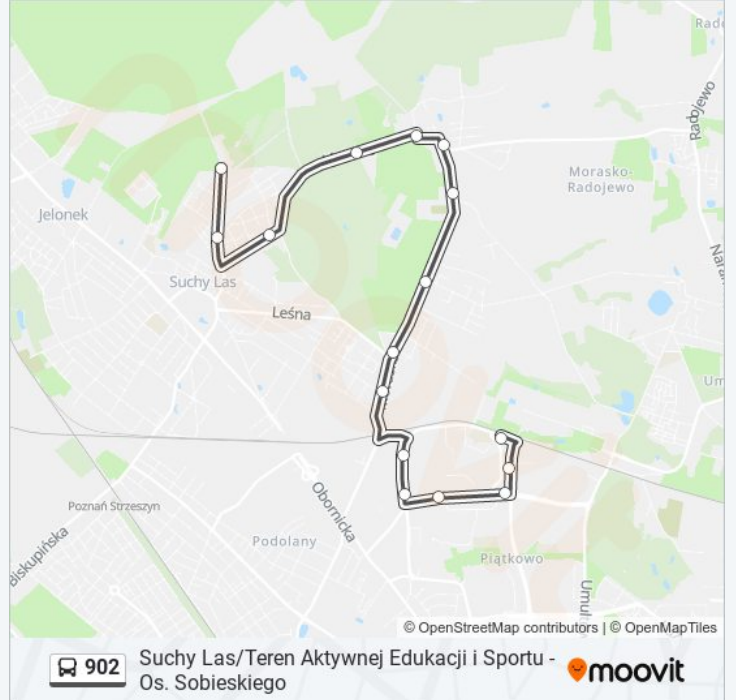 Radojewo
Morasko-
Radojewo
Jelonek
Suchy Las
Leśna
Poznań Strzeszyn
Obornicka
Podolany
Biskupińska
Piątkowo
© OpenStreetMap contributors | © OpenMapTiles
902
Suchy Las/Teren Aktywnej Edukacji i Sportu -
Os. Sobieskiego
moovit